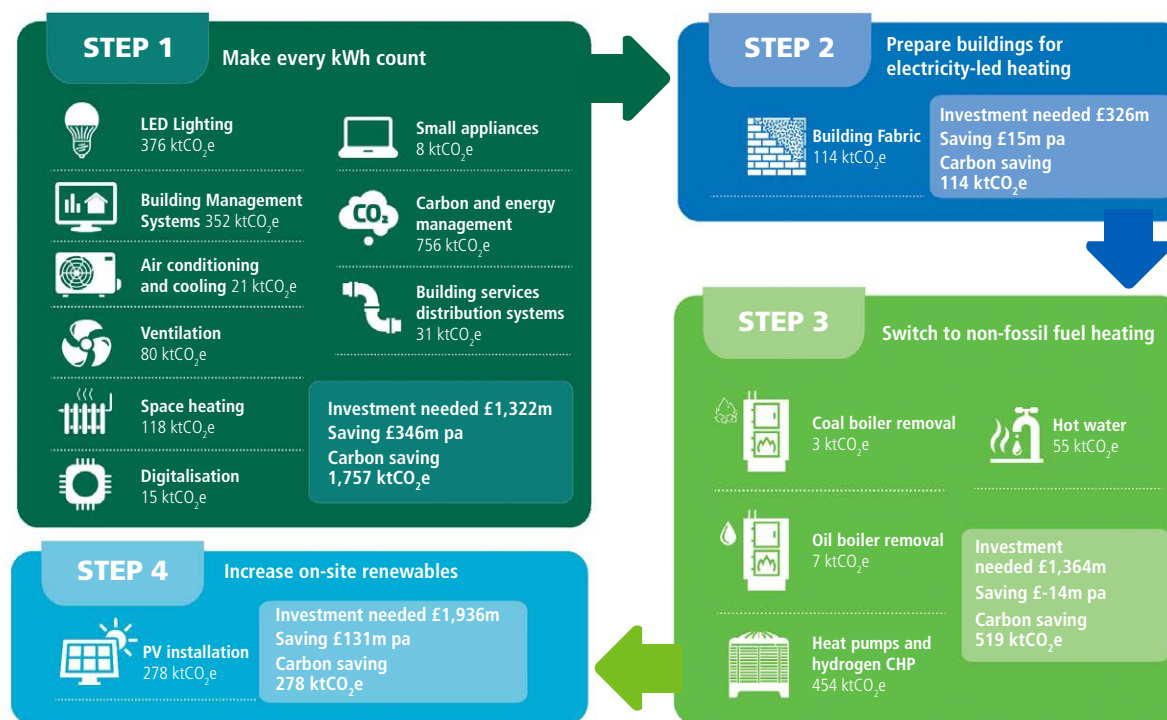 STEP 1
Make every kWh count
LED Lighting
376 ktCO₂e
Building Management
Systems 352 ktCO₂e
Air conditioning
and cooling 21 ktCO₂e
Ventilation
80 ktCO₂e
Space heating
118 ktCO₂e
Digitalisation
15 ktCO₂e
Small appliances
8 ktCO₂e
CO₂
Carbon and energy
management
756 ktCO₂e
Building services
distribution systems
31 ktCO₂e
Investment needed £1,322m
Saving £346m pa
Carbon saving
1,757 ktCO₂e
STEP 2
Prepare buildings for
electricity-led heating
Building Fabric
114 ktCO₂e
Investment needed £326m
Saving £15m pa
Carbon saving
114 ktCO₂e
STEP 3
Switch to non-fossil fuel heating
Coal boiler removal
3 ktCO₂e
Oil boiler removal
7 ktCO₂e
Heat pumps and
hydrogen CHP
454 ktCO₂e
Hot water
55 ktCO₂e
Investment
needed £1,364m
Saving £-14m pa
Carbon saving
519 ktCO₂e
STEP 4
Increase on-site renewables
PV installation
278 ktCO₂e
Investment needed £1,936m
Saving £131m pa
Carbon saving
278 ktCO₂e